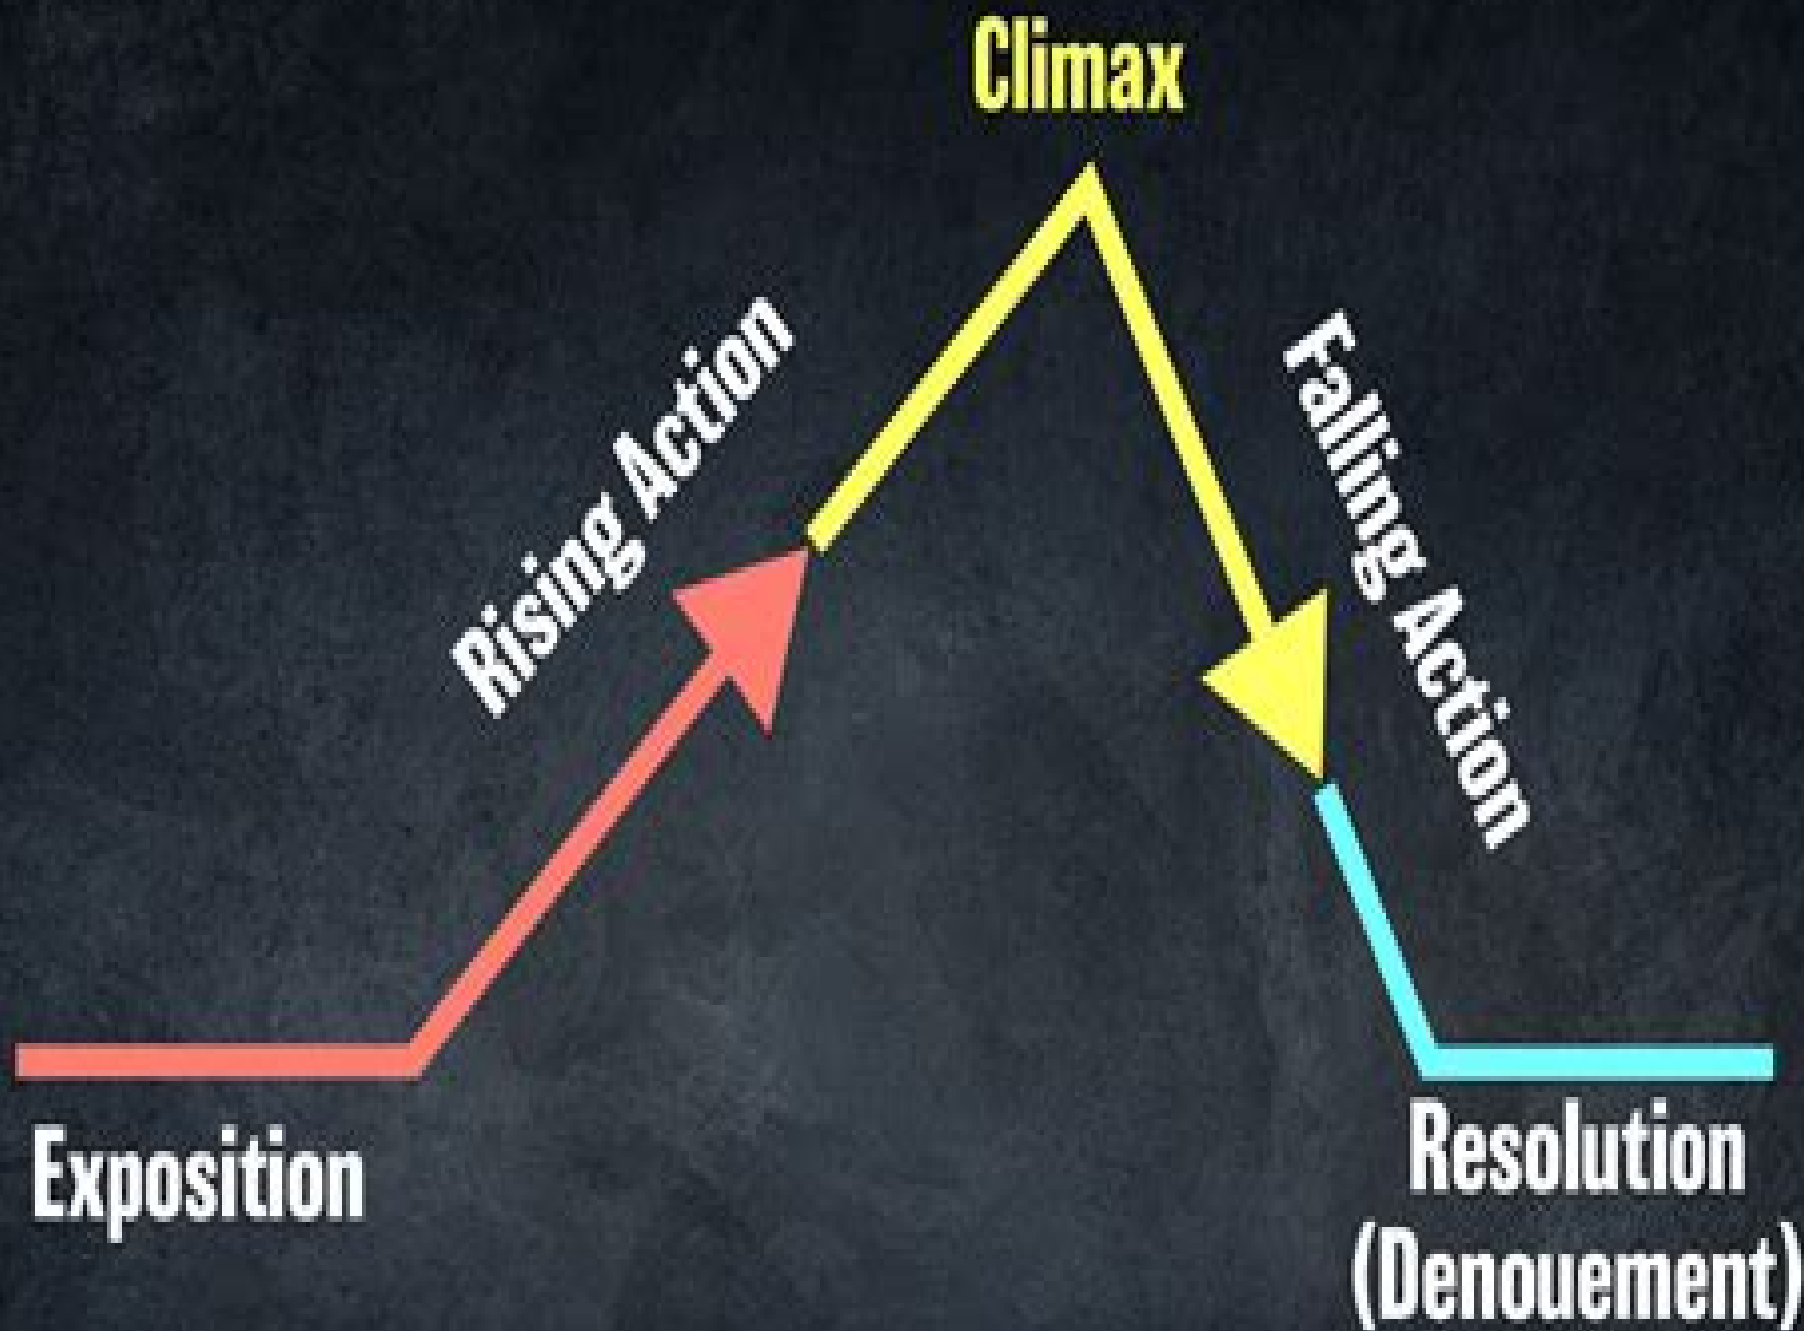 Climax
Rising Action
Falling Action
Exposition
Resolution
(Denouement)